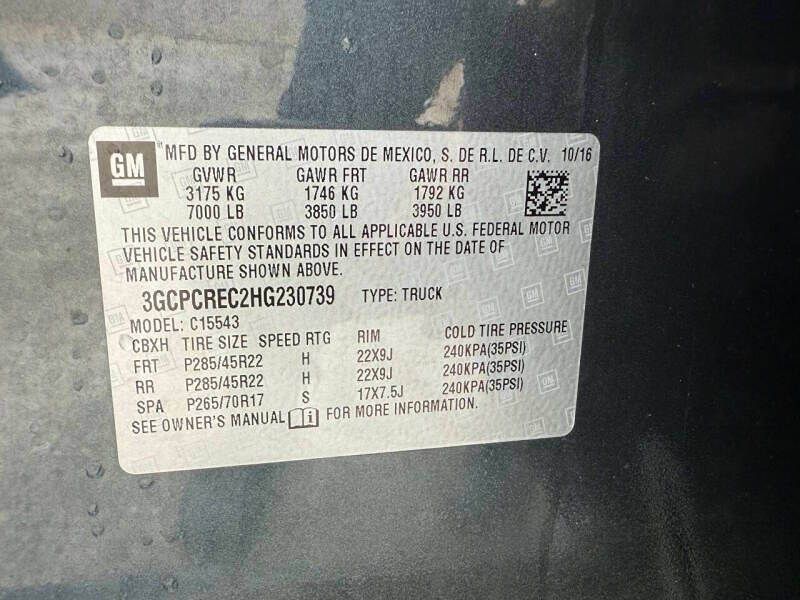 GM MFD BY GENERAL MOTORS DE MEXICO, S. DE R.L. DE C.V. 10/16
GVWR GAWR FRT GAWR RR
3175 KG 1746 KG 1792 KG
7000 LB 3850 LB 3950 LB
THIS VEHICLE CONFORMS TO ALL APPLICABLE U.S. FEDERAL MOTOR
VEHICLE SAFETY STANDARDS IN EFFECT ON THE DATE OF
MANUFACTURE SHOWN ABOVE.
3GCPCREC2HG230739 TYPE: TRUCK
MODEL: C15543
CBXH TIRE SIZE SPEED RTG RIM COLD TIRE PRESSURE
FRT P285/45R22 H 22X9J 240KPA(35PSI)
RR P285/45R22 H 22X9J 240KPA(35PSI)
SPA P265/70R17 S 17X7.5J 240KPA(35PSI)
SEE OWNER'S MANUAL FOR MORE INFORMATION.